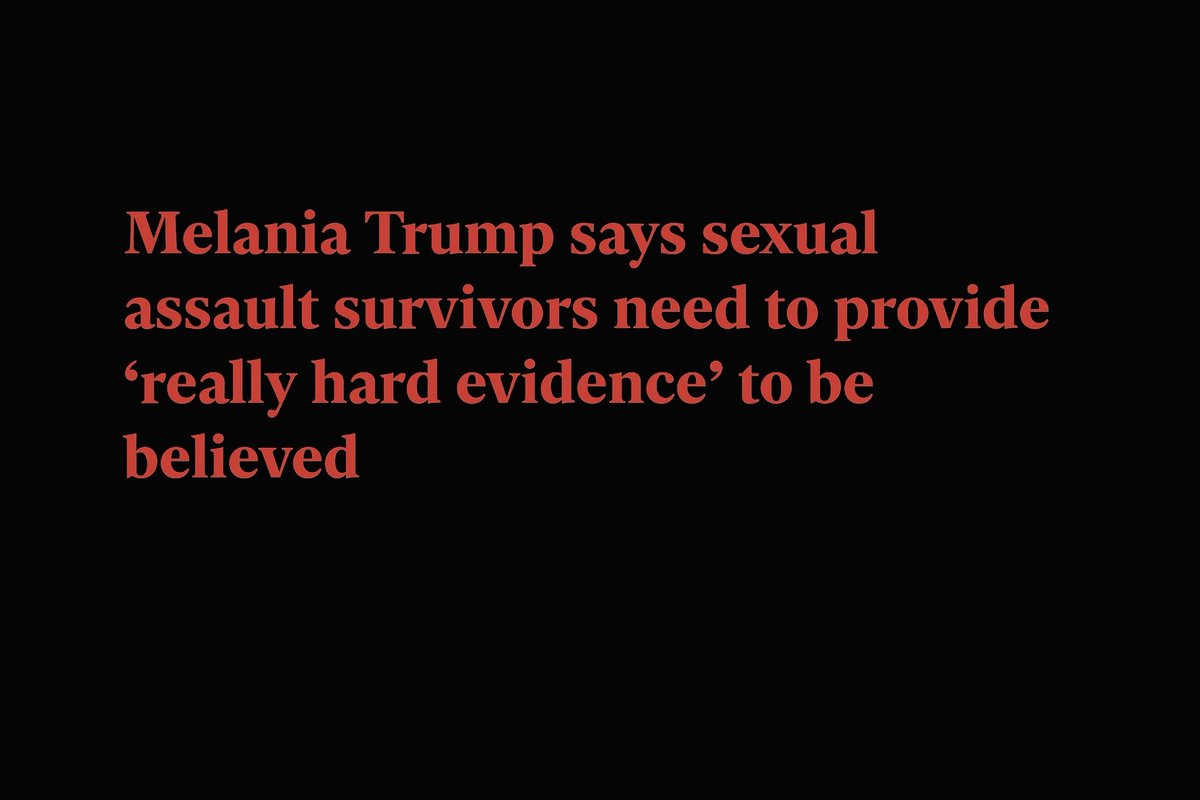 Melania Trump says sexual
assault survivors need to provide
‘really hard evidence’ to be
believed